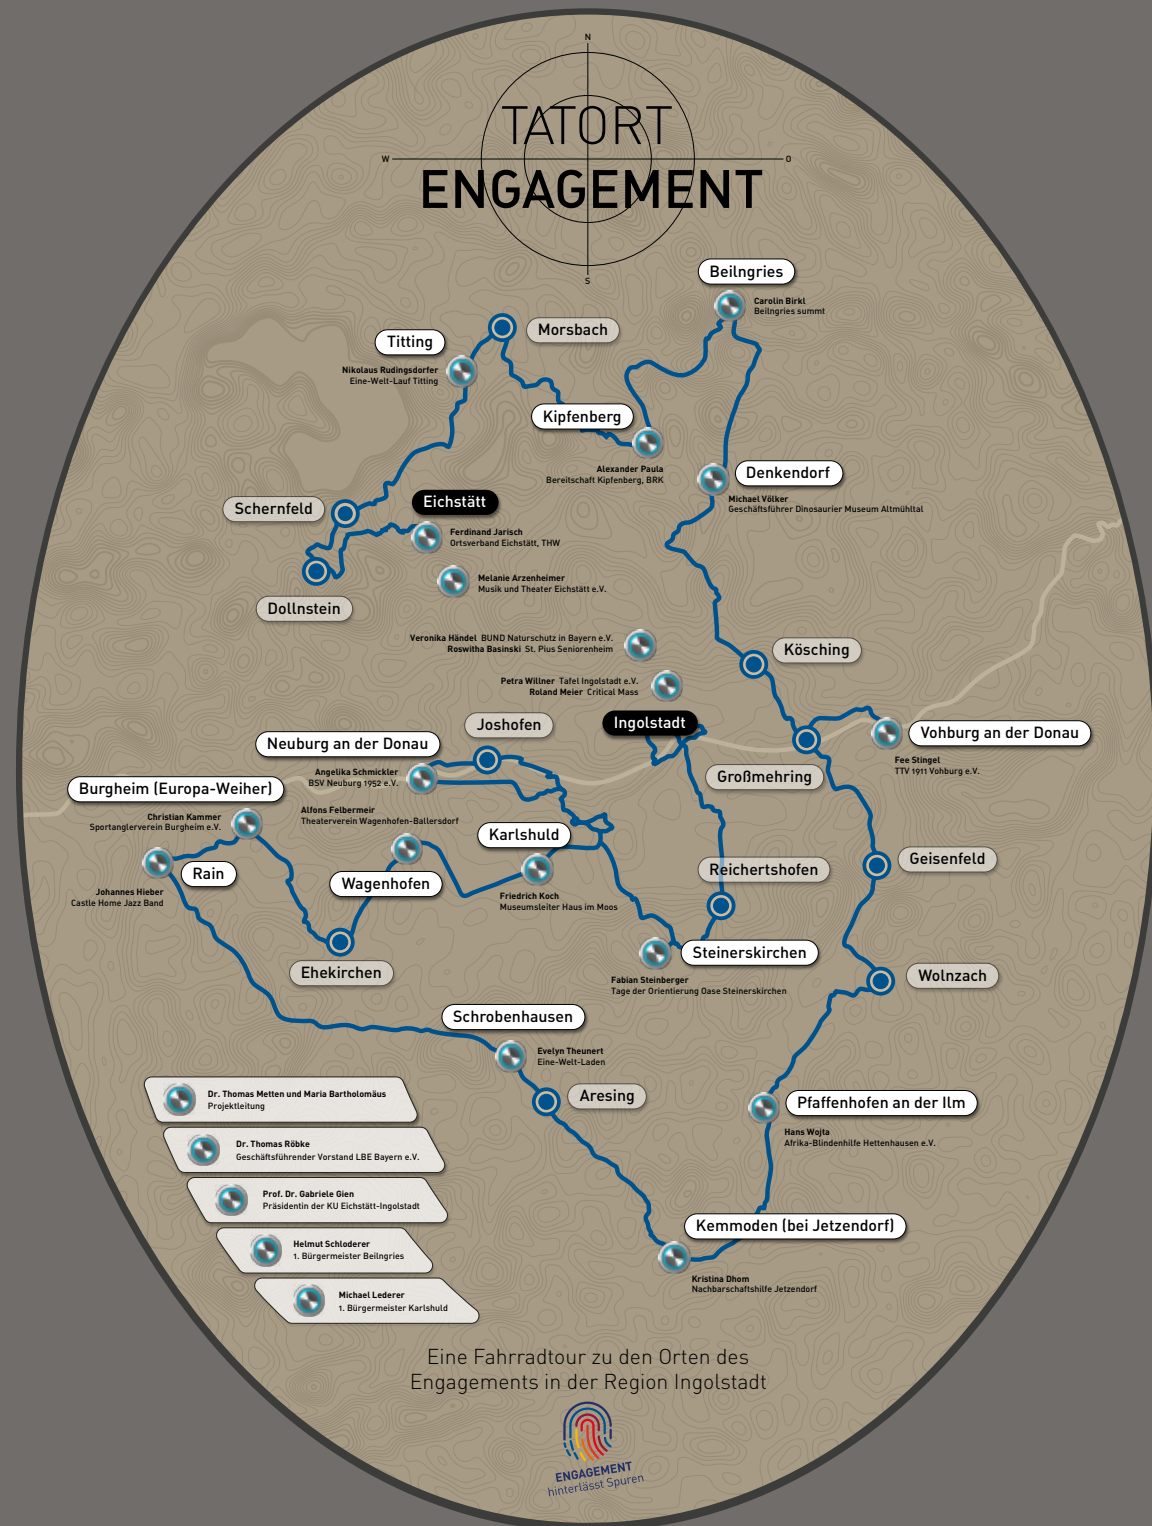 N
TATORT
W
O
ENGAGEMENT
S
Beilngries
Carolin Birkl
Beilngries summt
Morsbach
Titting
Nikolaus Rudingsdorfer
Eine-Welt-Lauf Titting
Kipfenberg
Alexander Paula
Bereitschaft Kipfenberg, BRK
Denkendorf
Michael Völker
Geschäftsführer Dinosaurier Museum Altmühltal
Schernfeld
Eichstätt
Ferdinand Jarisch
Ortsverband Eichstätt, THW
Melanie Arzenheimer
Musik und Theater Eichstätt e.V.
Dollnstein
Veronika Händel BUND Naturschutz in Bayern e.V.
Roswitha Basinski St. Pius Seniorenheim
Kösching
Petra Willner Tafel Ingolstadt e.V.
Roland Meier Critical Mass
Ingolstadt
Joshofen
Neuburg an der Donau
Angelika Schmickler
BSV Neuburg 1952 e.V.
Vohburg an der Donau
Fee Stingel
TTV 1911 Vohburg e.V.
Großmehring
Burgheim (Europa-Weiher)
Christian Kammer
Sportanglerverein Burgheim e.V.
Alfons Felbermeir
Theaterverein Wagenhofen-Ballersdorf
Karlshuld
Friedrich Koch
Museumsleiter Haus im Moos
Rain
Johannes Hieber
Castle Home Jazz Band
Wagenhofen
Reichertshofen
Geisenfeld
Steinerskirchen
Fabian Steinberger
Tage der Orientierung Oase Steinerskirchen
Ehekirchen
Wolnzach
Schrobenhausen
Evelyn Theunert
Eine-Welt-Laden
Aresing
Pfaffenhofen an der Ilm
Hans Wojta
Afrika-Blindenhilfe Hettenhausen e.V.
Dr. Thomas Metten und Maria Bartholomäus
Projektleitung
Dr. Thomas Röbke
Geschäftsführender Vorstand LBE Bayern e.V.
Prof. Dr. Gabriele Gien
Präsidentin der KU Eichstätt-Ingolstadt
Helmut Schloderer
1. Bürgermeister Beilngries
Michael Lederer
1. Bürgermeister Karlshuld
Kemmoden (bei Jetzendorf)
Kristina Dhom
Nachbarschaftshilfe Jetzendorf
Eine Fahrradtour zu den Orten des
Engagements in der Region Ingolstadt
ENGAGEMENT
hinterlässt Spuren